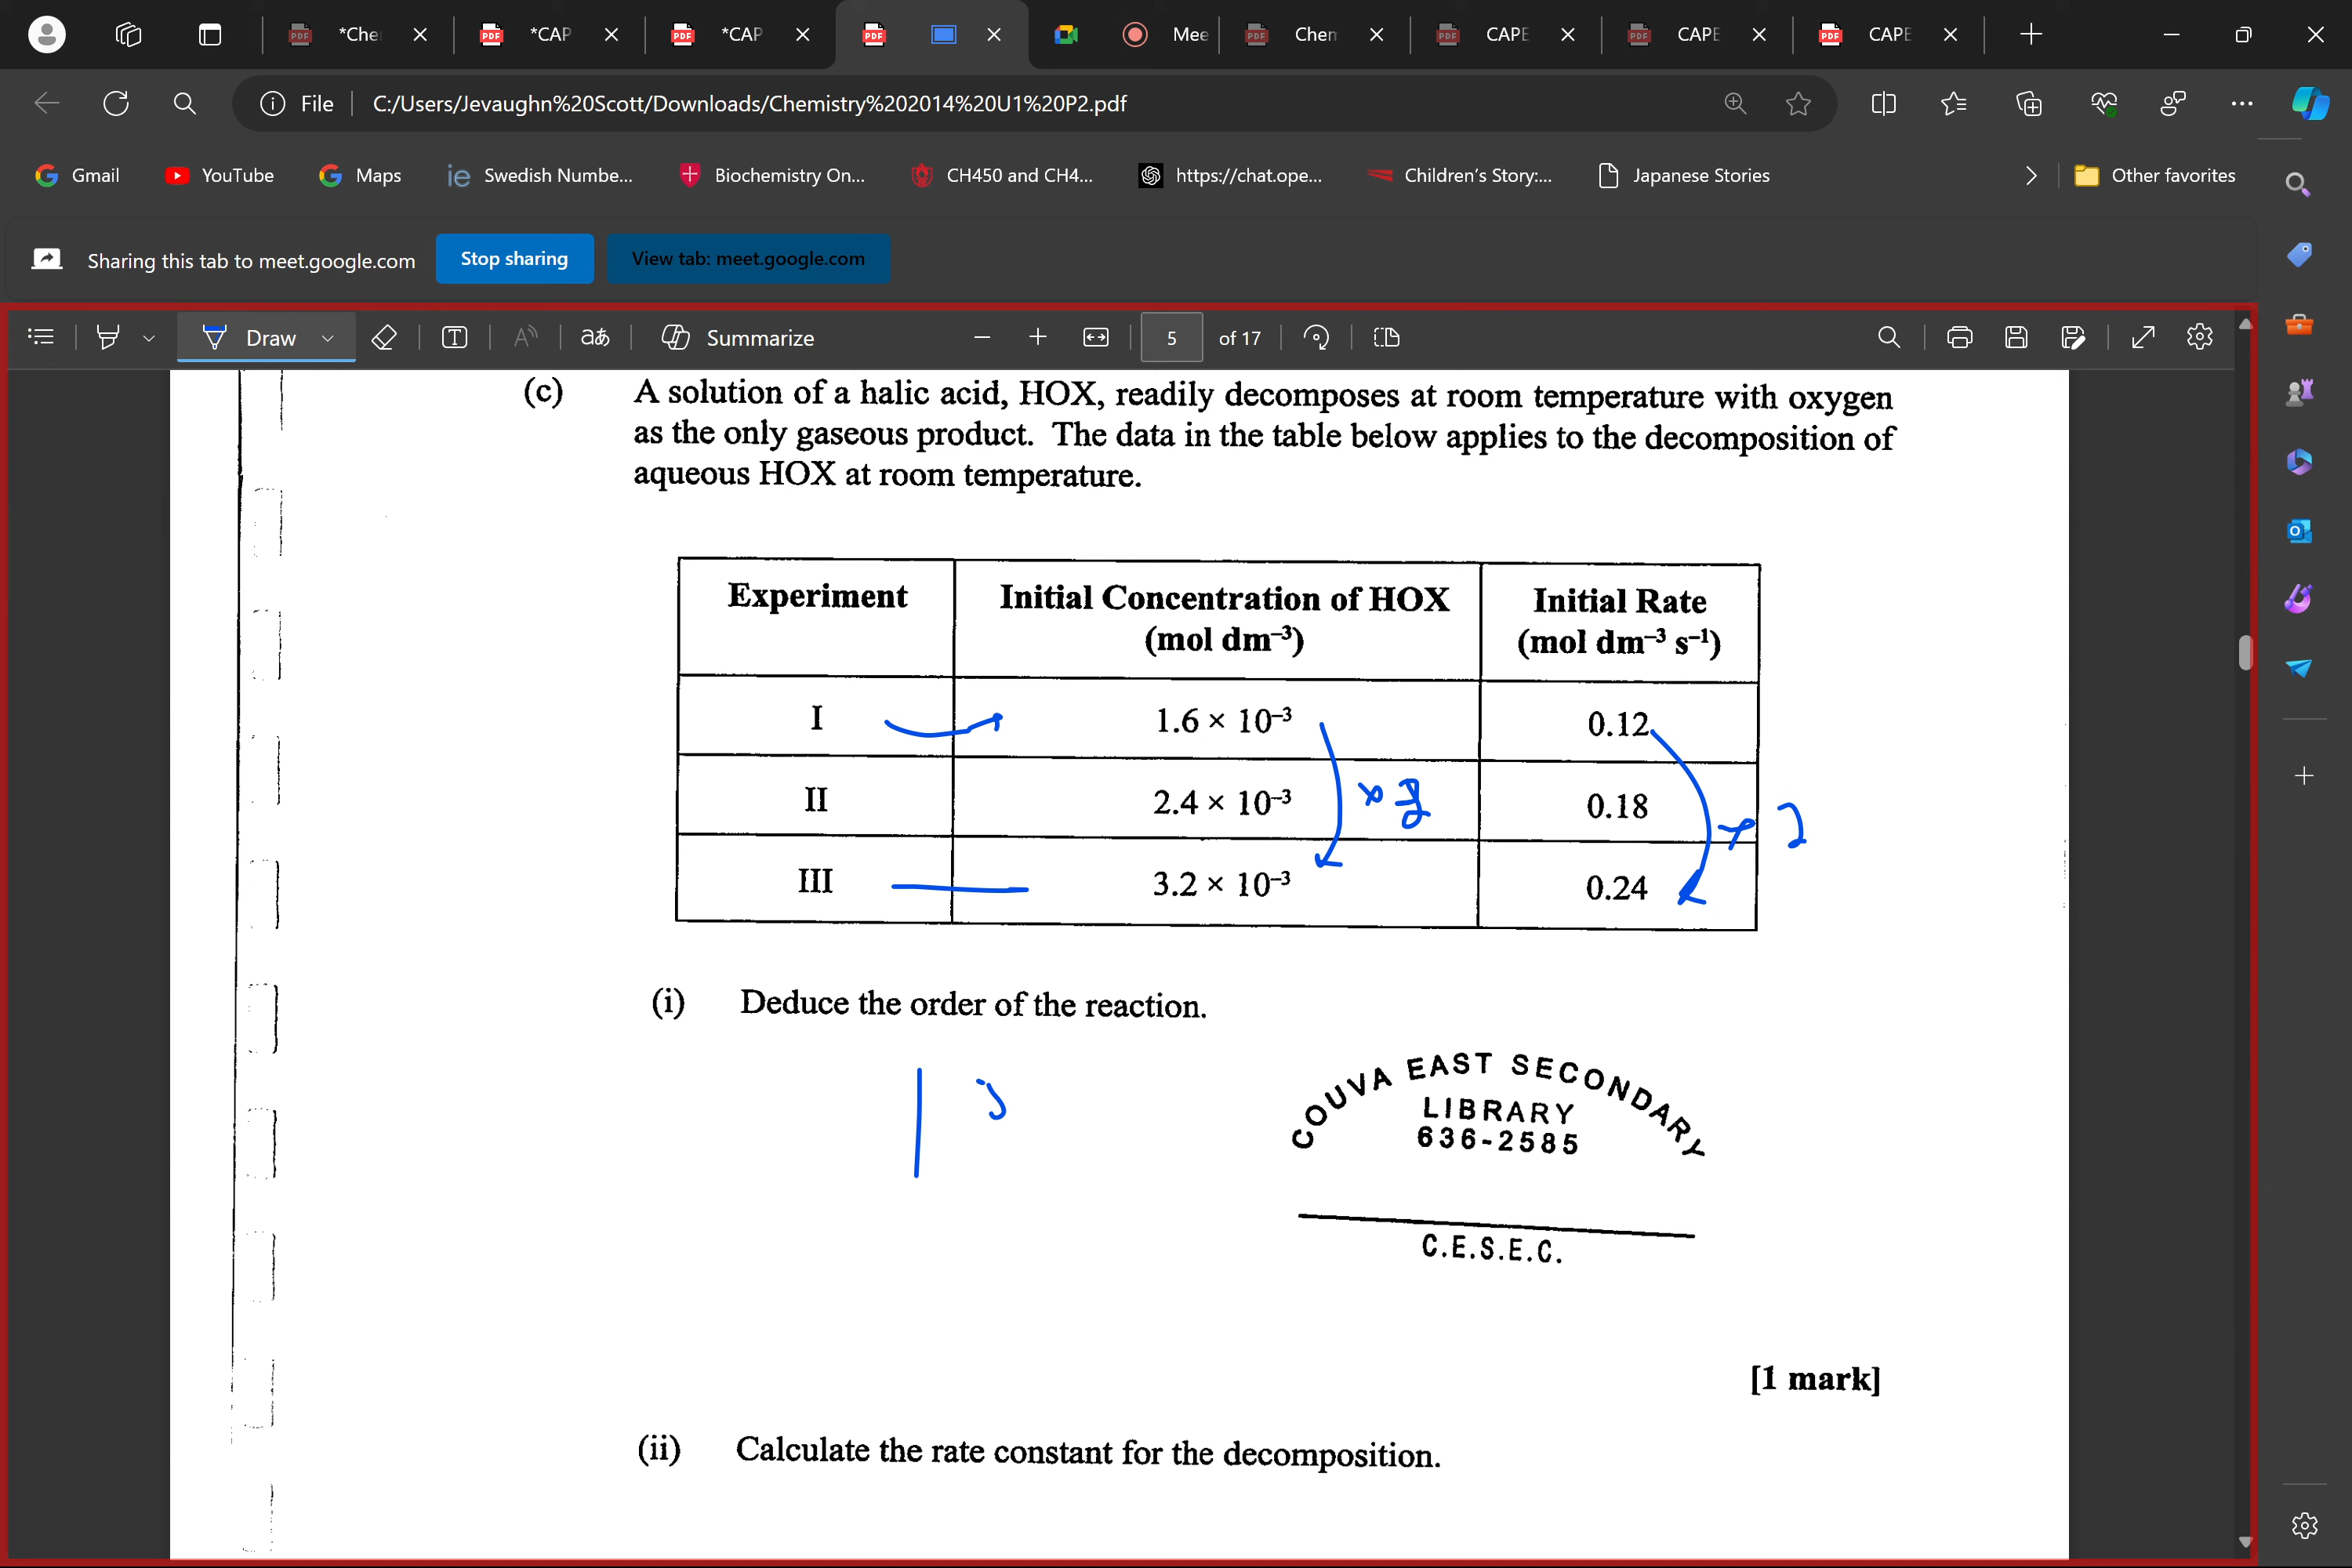 *Che
*CAP
*CAP
Mee
Chem
CAPE
CAPE
CAPE
File
C:/Users/Jevaughn%20Scott/Downloads/Chemistry%202014%20U1%20P2.pdf
Gmail
YouTube
Maps
Swedish Numbe...
Biochemistry On...
CH450 and CH4...
https://chat.ope...
Children's Story:...
Japanese Stories
Other favorites
Sharing this tab to meet.google.com
Stop sharing
View tab: meet.google.com
Draw
Summarize
5 of 17
(c) A solution of a halic acid, HOX, readily decomposes at room temperature with oxygen
as the only gaseous product. The data in the table below applies to the decomposition of
aqueous HOX at room temperature.
Experiment
Initial Concentration of HOX
(mol dm⁻³)
Initial Rate
(mol dm⁻³ s⁻¹)
I 1.6 × 10⁻³ 0.12
II 2.4 × 10⁻³ 0.18
III 3.2 × 10⁻³ 0.24
× 2
(i) Deduce the order of the reaction.
COUVA EAST SECONDARY
LIBRARY
636-2585
C.E.S.E.C.
[1 mark]
(ii) Calculate the rate constant for the decomposition.